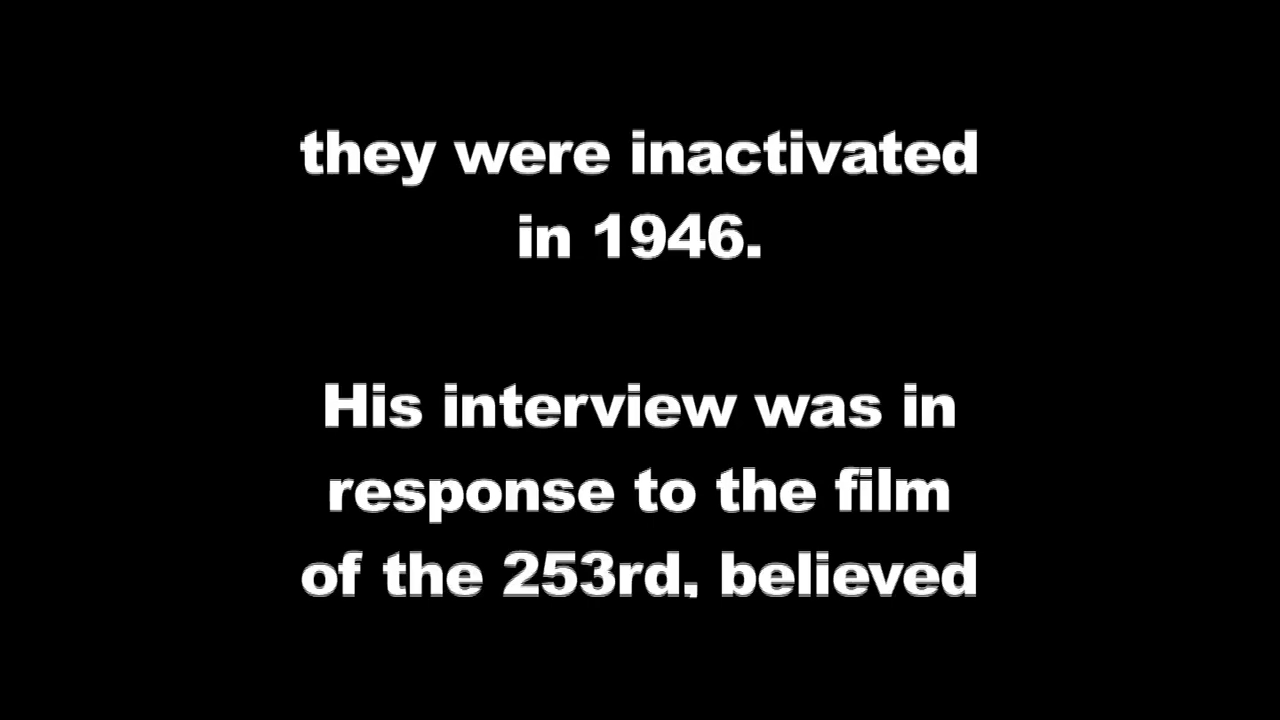 they were inactivated
in 1946.
His interview was in
response to the film
of the 253rd, believed